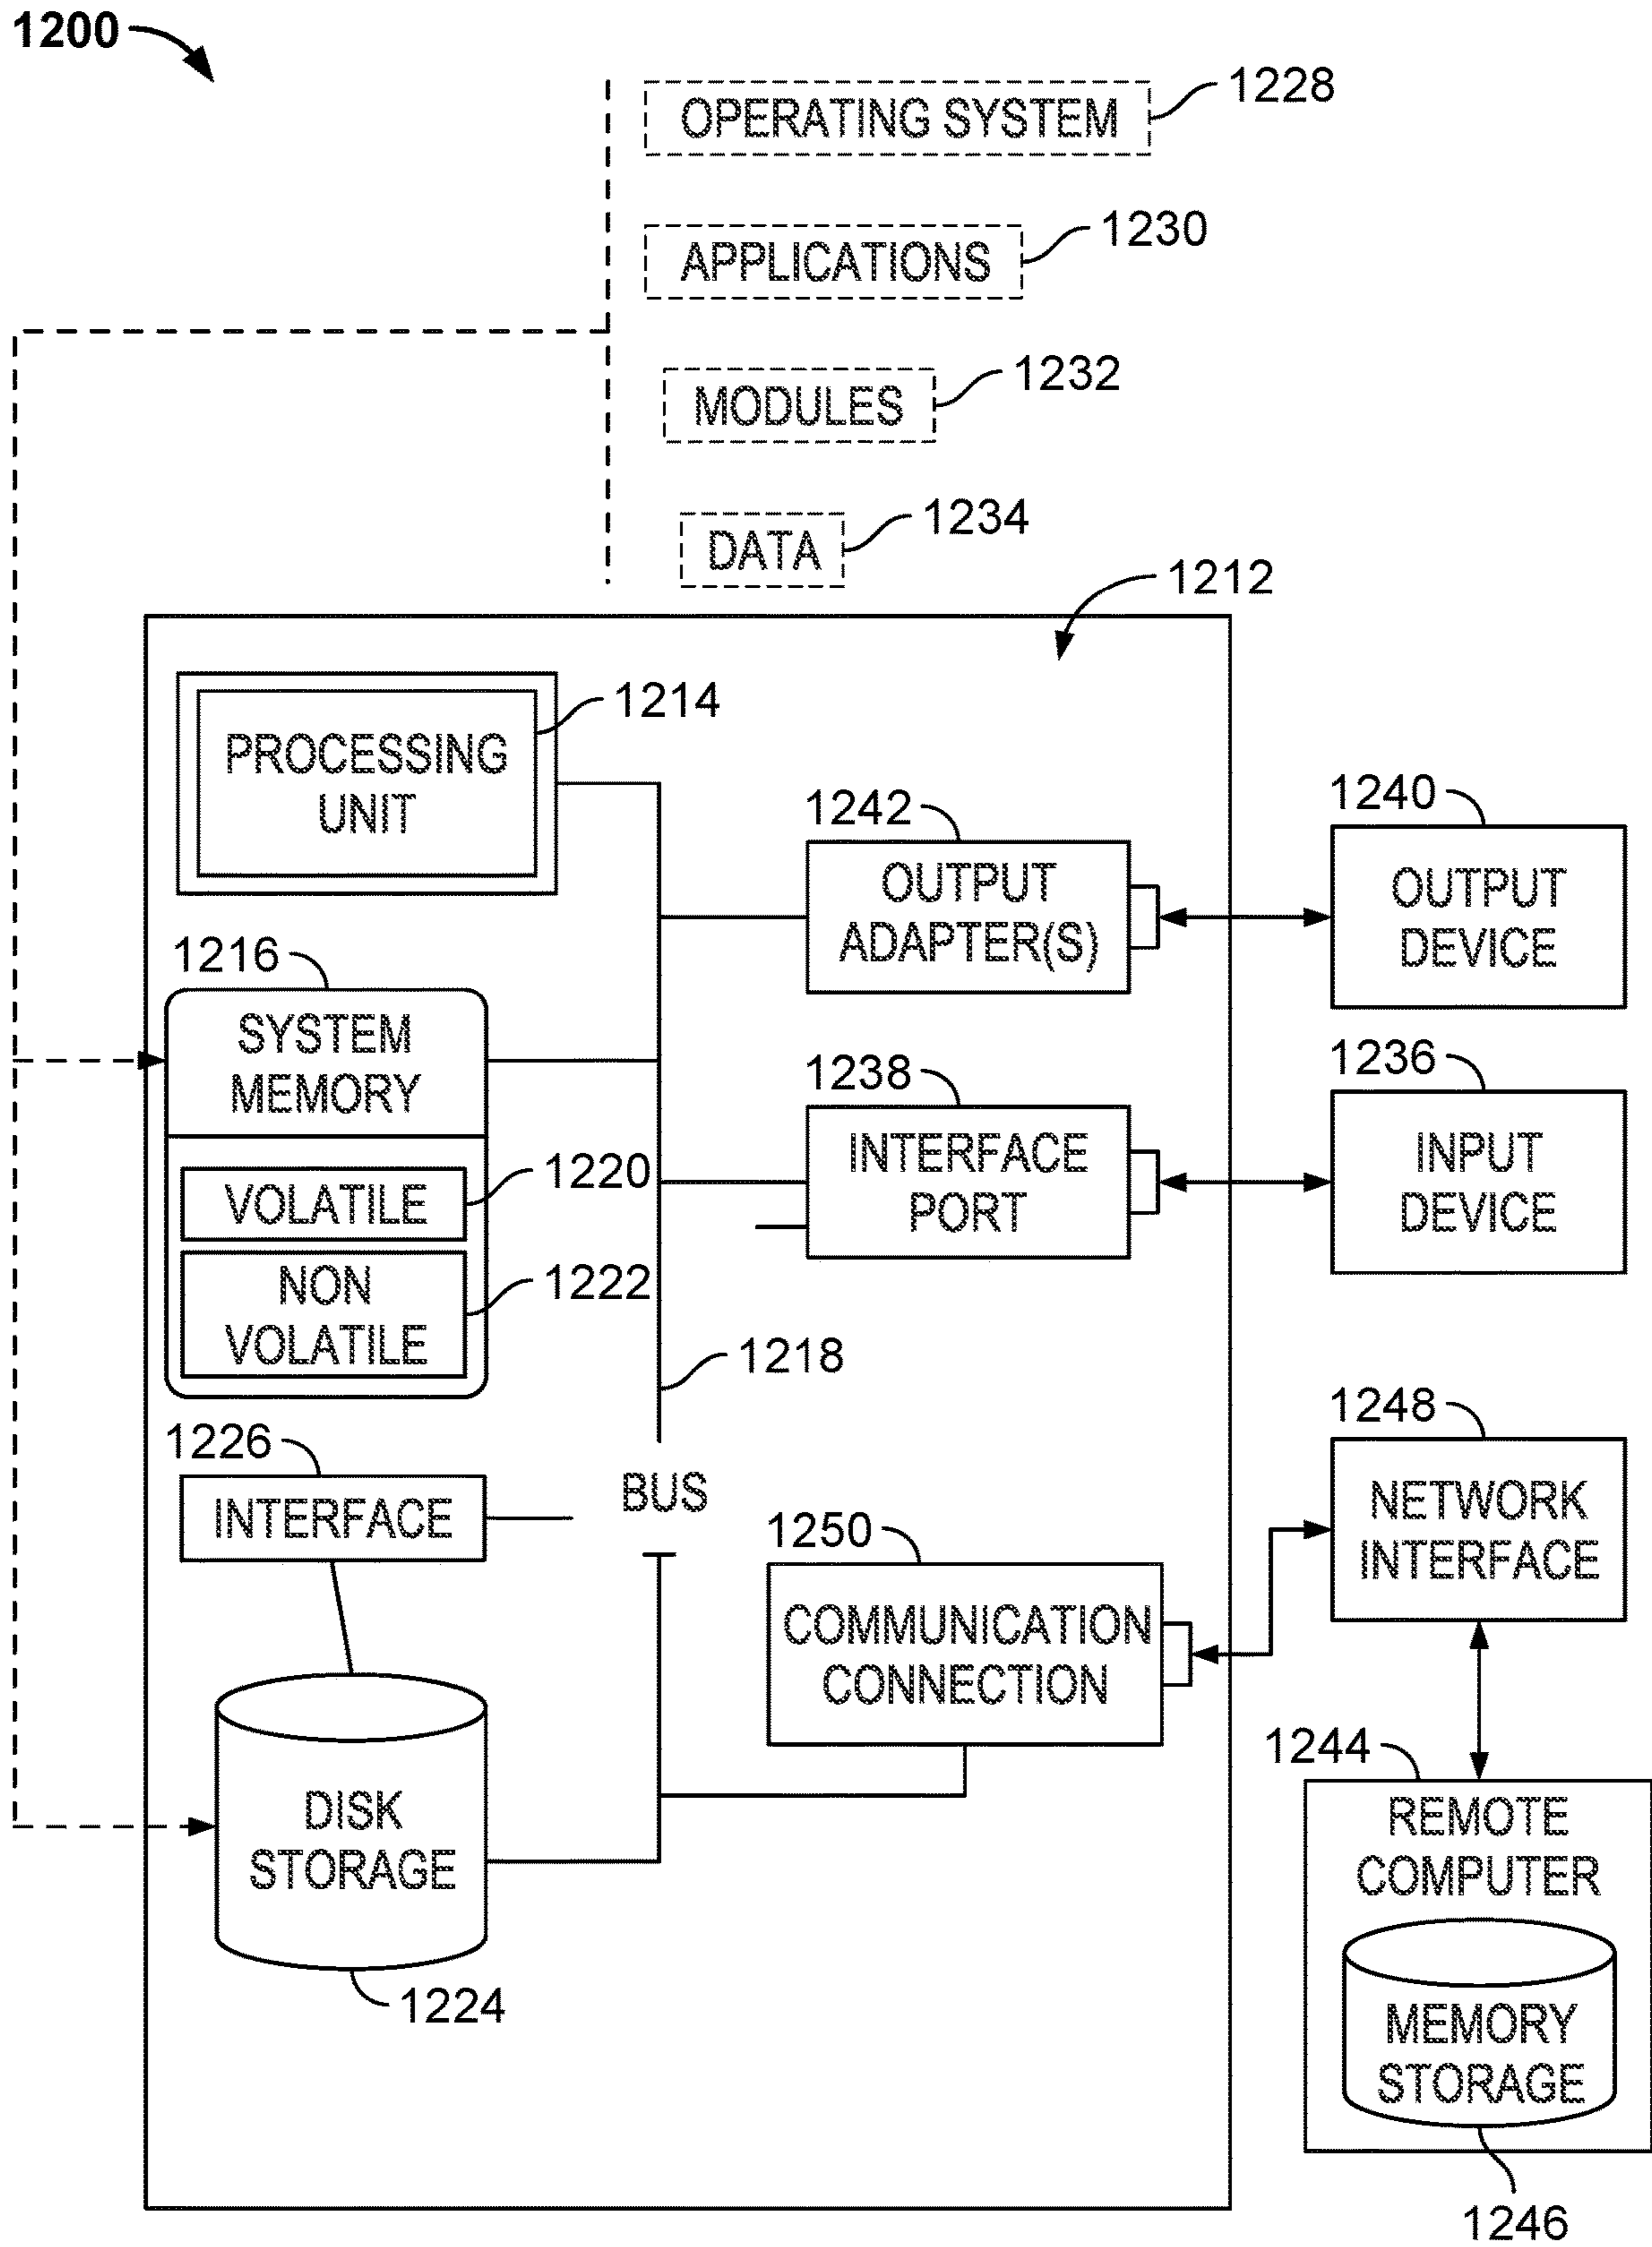 1200
1228
OPERATING SYSTEM
1230
APPLICATIONS
1232
MODULES
1234
DATA
1212
1214
PROCESSING
UNIT
1242
OUTPUT
ADAPTER(S)
1240
OUTPUT
DEVICE
1216
SYSTEM
MEMORY
1238
INTERFACE
PORT
1236
INPUT
DEVICE
1220
VOLATILE
1222
NON
VOLATILE
1218
1226
INTERFACE
BUS
1248
NETWORK
INTERFACE
1250
COMMUNICATION
CONNECTION
1244
REMOTE
COMPUTER
DISK
STORAGE
1224
MEMORY
STORAGE
1246